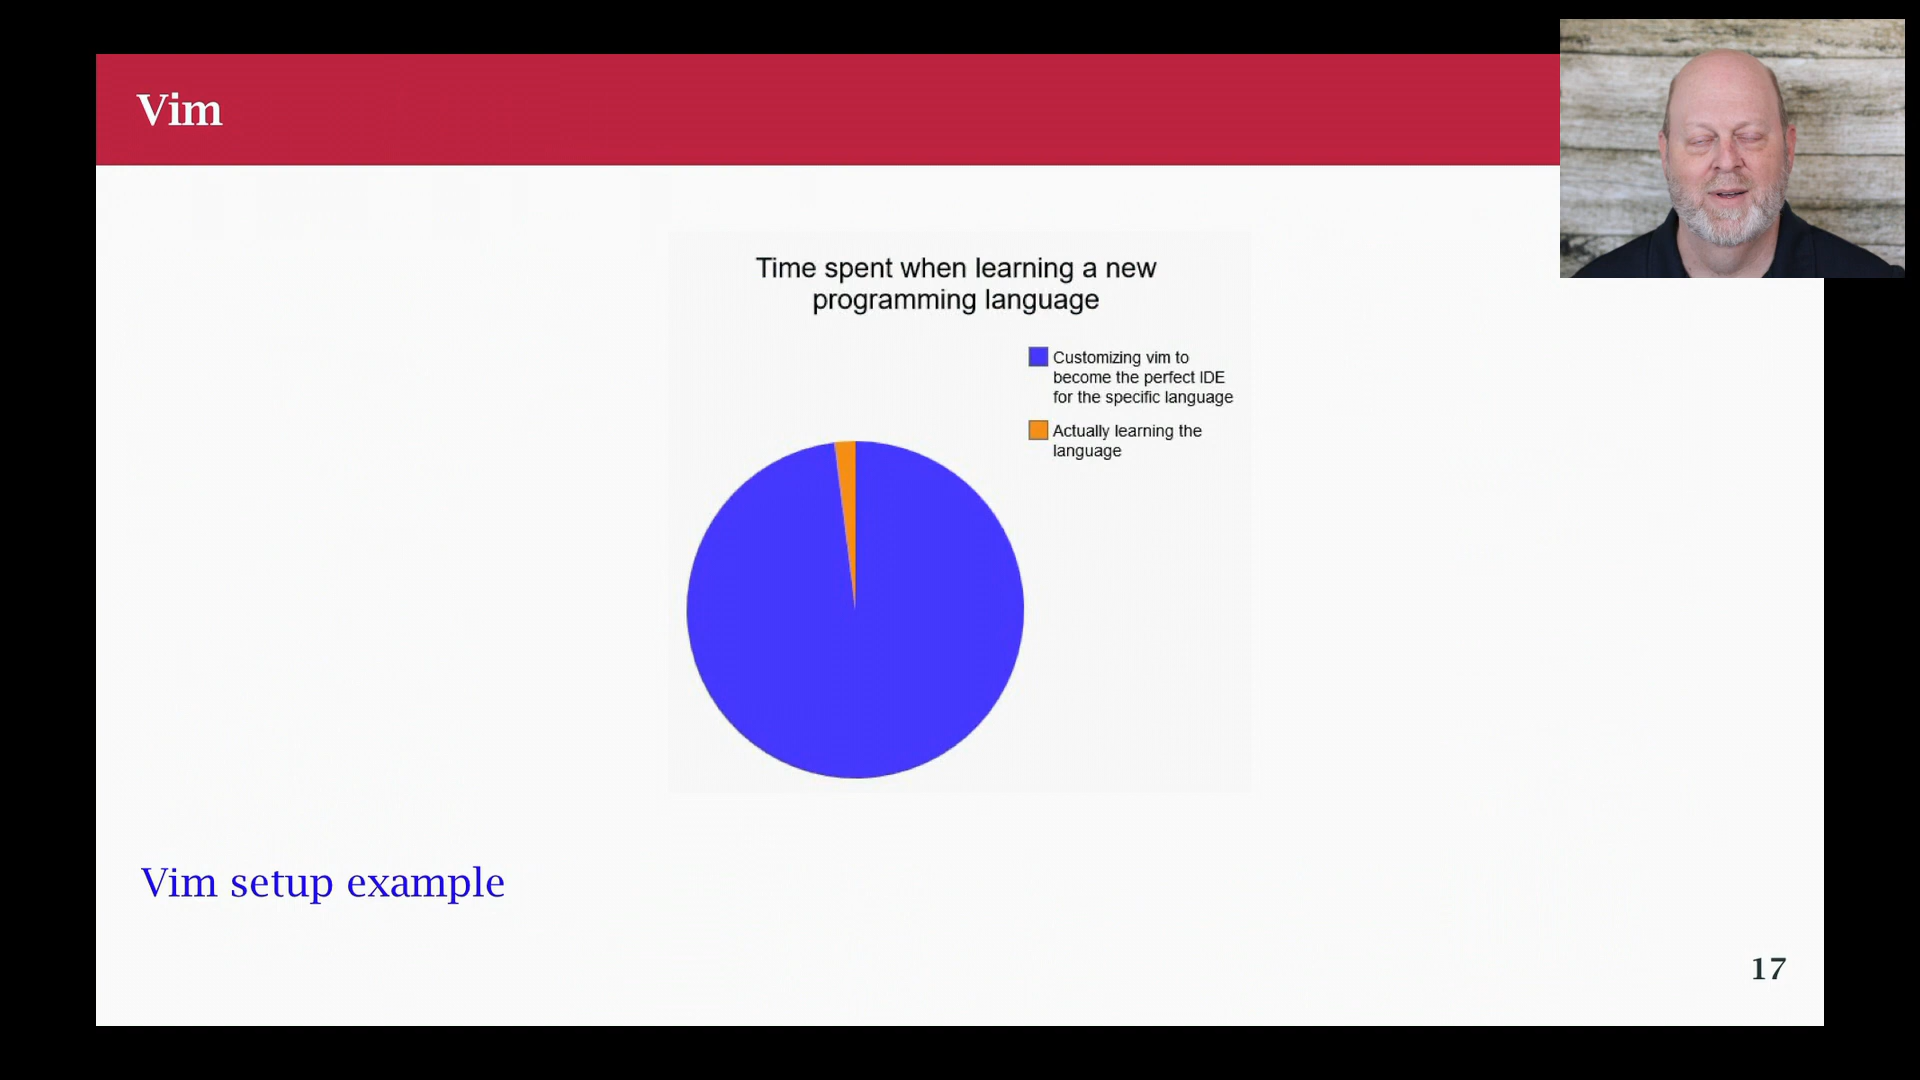 Vim
Time spent when learning a new
programming language
Customizing vim to
become the perfect IDE
for the specific language
Actually learning the
language
Vim setup example
17